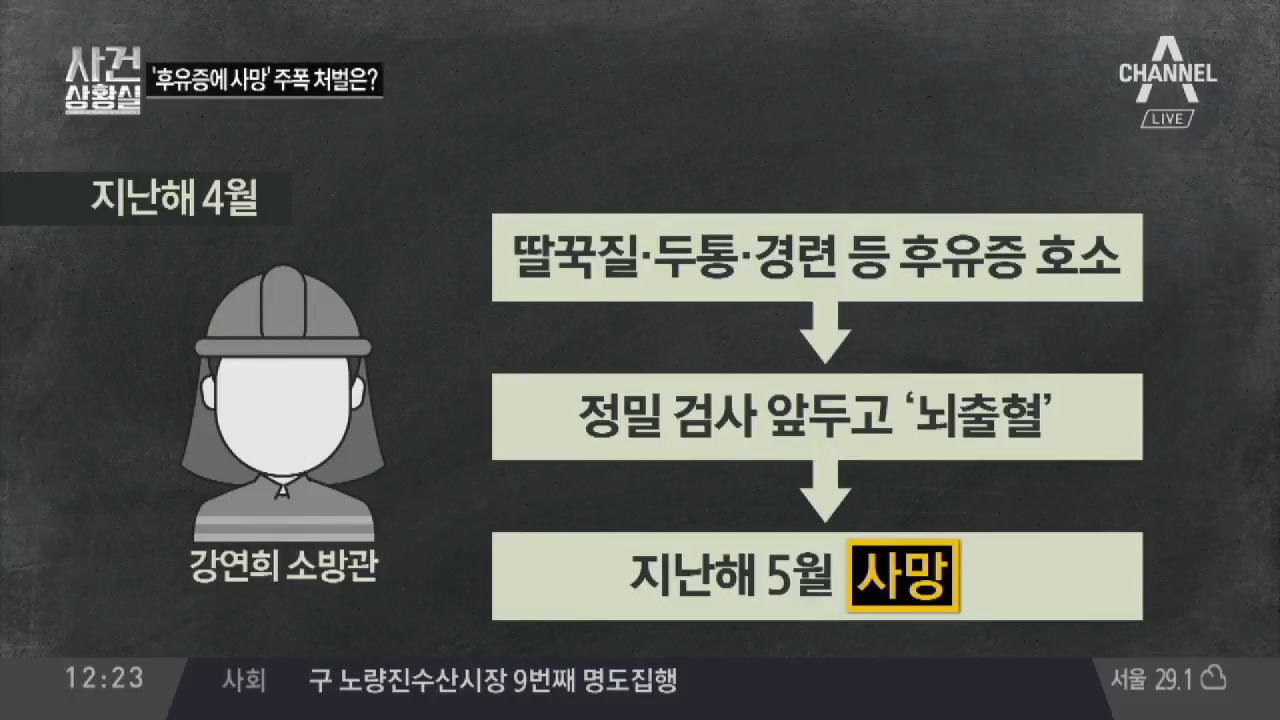 사건
상황실
'후유증에 사망' 주폭 처벌은?
CHANNEL A
LIVE
지난해 4월
딸꾹질·두통·경련 등 후유증 호소
정밀 검사 앞두고 ‘뇌출혈’
지난해 5월 사망
강연희 소방관
12:23
사회
구 노량진수산시장 9번째 명도집행
서울 29.1